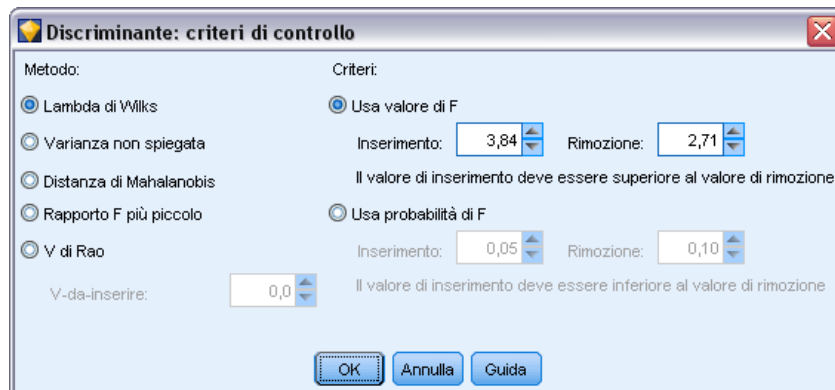 Discriminante: criteri di controllo
Metodo:
Lambda di Wilks
Varianza non spiegata
Distanza di Mahalanobis
Rapporto F più piccolo
V di Rao
V-da-inserire: 0,0
Criteri:
Usa valore di F
Inserimento: 3,84 Rimozione: 2,71
Il valore di inserimento deve essere superiore al valore di rimozione
Usa probabilità di F
Inserimento: 0,05 Rimozione: 0,10
Il valore di inserimento deve essere inferiore al valore di rimozione
OK Annulla Guida